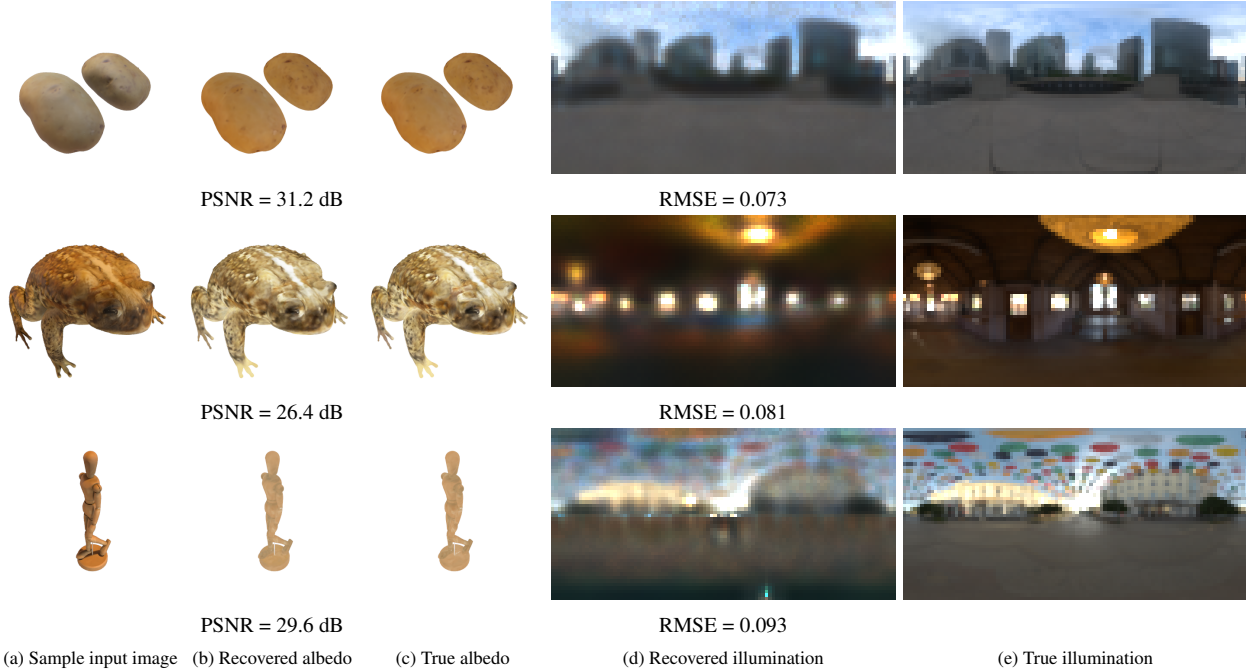 PSNR = 31.2 dB RMSE = 0.073
PSNR = 26.4 dB RMSE = 0.081
PSNR = 29.6 dB RMSE = 0.093
(a) Sample input image (b) Recovered albedo (c) True albedo (d) Recovered illumination (e) True illumination